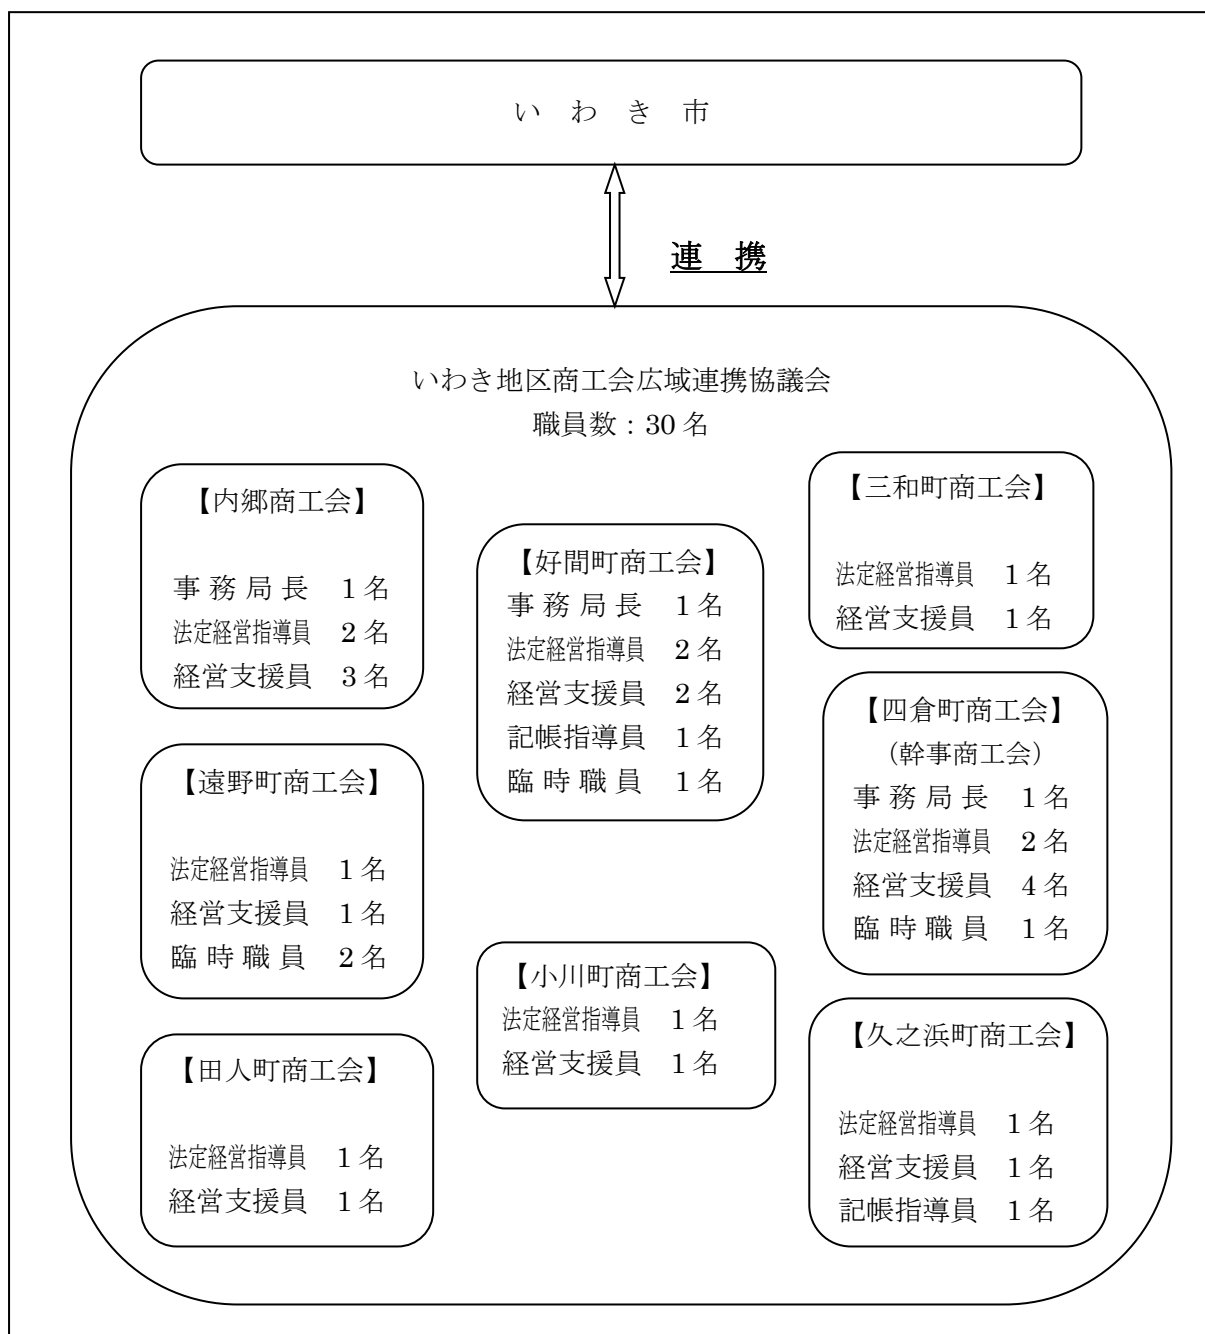 い わ き 市
連 携
いわき地区商工会広域連携協議会
職員数：30 名
【内郷商工会】
事 務 局 長 1 名
法定経営指導員 2 名
経営支援員 3 名
【遠野町商工会】
法定経営指導員 1 名
経営支援員 1 名
臨 時 職 員 2 名
【田人町商工会】
法定経営指導員 1 名
経営支援員 1 名
【好間町商工会】
事 務 局 長 1 名
法定経営指導員 2 名
経営支援員 2 名
記帳指導員 1 名
臨 時 職 員 1 名
【小川町商工会】
法定経営指導員 1 名
経営支援員 1 名
【三和町商工会】
法定経営指導員 1 名
経営支援員 1 名
【四倉町商工会】
（幹事商工会）
事 務 局 長 1 名
法定経営指導員 2 名
経営支援員 4 名
臨 時 職 員 1 名
【久之浜町商工会】
法定経営指導員 1 名
経営支援員 1 名
記帳指導員 1 名